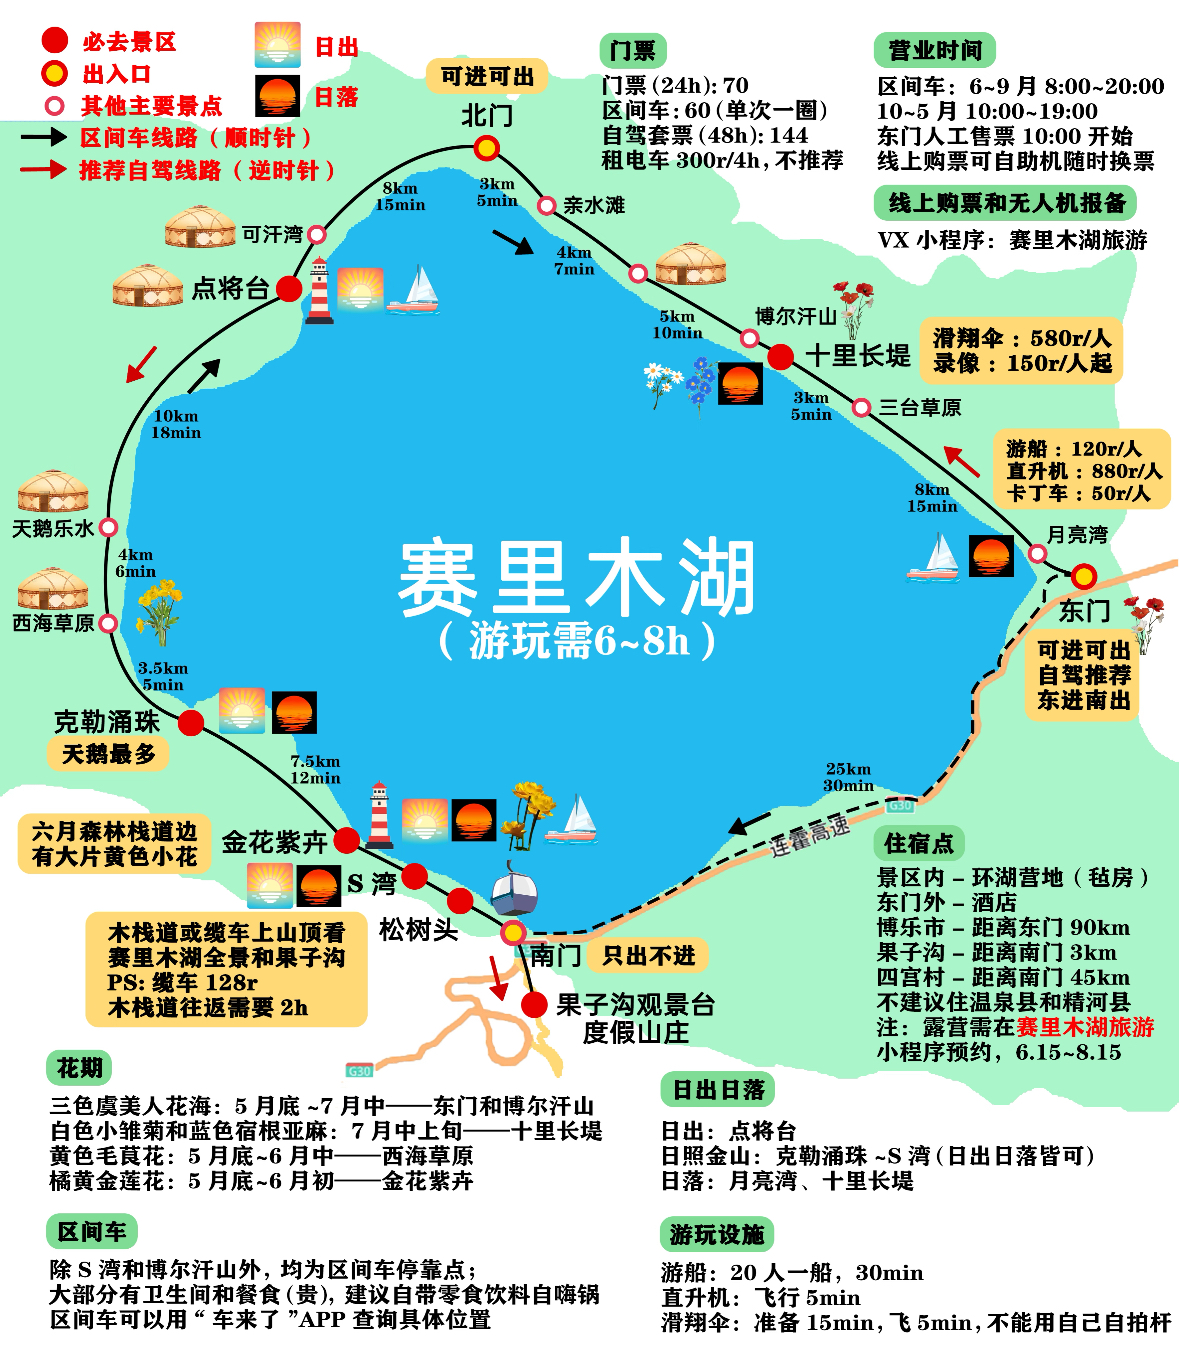 必去景区
出入口
其他主要景点
区间车线路（顺时针）
推荐自驾线路（逆时针）
日出
日落
可进可出
北门
门票
门票 (24h): 70
区间车: 60 (单次一圈)
自驾套票 (48h): 144
租电车 300r/4h, 不推荐
营业时间
区间车：6~9 月 8:00~20:00
10~5 月 10:00~19:00
东门人工售票 10:00 开始
线上购票可自助机随时换票
线上购票和无人机报备
VX 小程序：赛里木湖旅游
8km
15min
3km
5min
亲水滩
可汗湾
点将台
4km
7min
5km
10min
博尔汗山
十里长堤
滑翔伞：580r/人
录像：150r/人起
3km
5min
三台草原
游船：120r/人
直升机：880r/人
卡丁车：50r/人
8km
15min
月亮湾
东门
可进可出
自驾推荐
东进南出
10km
18min
天鹅乐水
4km
6min
西海草原
3.5km
5min
赛里木湖
（游玩需6~8h）
克勒涌珠
天鹅最多
7.5km
12min
25km
30min
G30
连霍高速
六月森林栈道边
有大片黄色小花
金花紫卉
S 湾
松树头
南门
只出不进
木栈道或缆车上山顶看
赛里木湖全景和果子沟
PS: 缆车 128r
木栈道往返需要 2h
果子沟观景台
度假山庄
G30
住宿点
景区内 – 环湖营地（毡房）
东门外 – 酒店
博乐市 – 距离东门 90km
果子沟 – 距离南门 3km
四宫村 – 距离南门 45km
不建议住温泉县和精河县
注：露营需在赛里木湖旅游
小程序预约，6.15~8.15
花期
三色虞美人花海：5 月底 ~7 月中——东门和博尔汗山
白色小雏菊和蓝色宿根亚麻：7 月中上旬——十里长堤
黄色毛茛花：5 月底~6 月中——西海草原
橘黄金莲花：5 月底~6 月初——金花紫卉
日出日落
日出：点将台
日照金山：克勒涌珠 ~S 湾 (日出日落皆可)
日落：月亮湾、十里长堤
区间车
除 S 湾和博尔汗山外, 均为区间车停靠点；
大部分有卫生间和餐食 (贵), 建议自带零食饮料自嗨锅
区间车可以用“车来了”APP 查询具体位置
游玩设施
游船：20 人一船，30min
直升机：飞行 5min
滑翔伞：准备 15min, 飞 5min, 不能用自己自拍杆